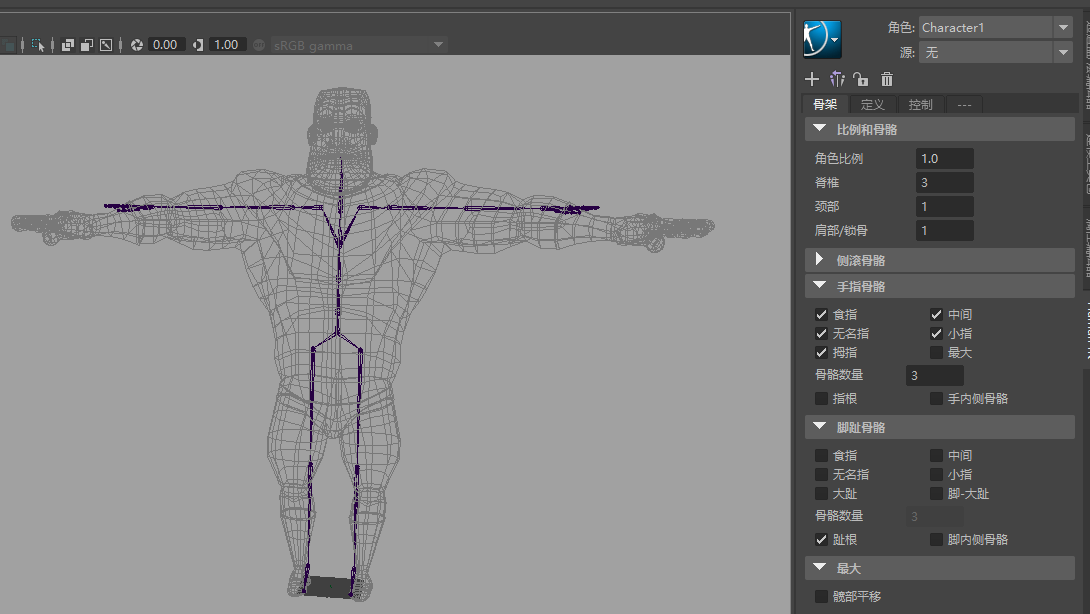 0.00 1.00 sRGB gamma
角色: Character1
源: 无
骨架 定义 控制 ---
比例和骨骼
角色比例 1.0
脊椎 3
颈部 1
肩部/锁骨 1
侧滚骨骼
手指骨骼
食指 中间
无名指 小指
拇指 最大
骨骼数量 3
指根 手内侧骨骼
脚趾骨骼
食指 中间
无名指 小指
大趾 脚-大趾
骨骼数量 3
趾根 脚内侧骨骼
最大
髋部平移